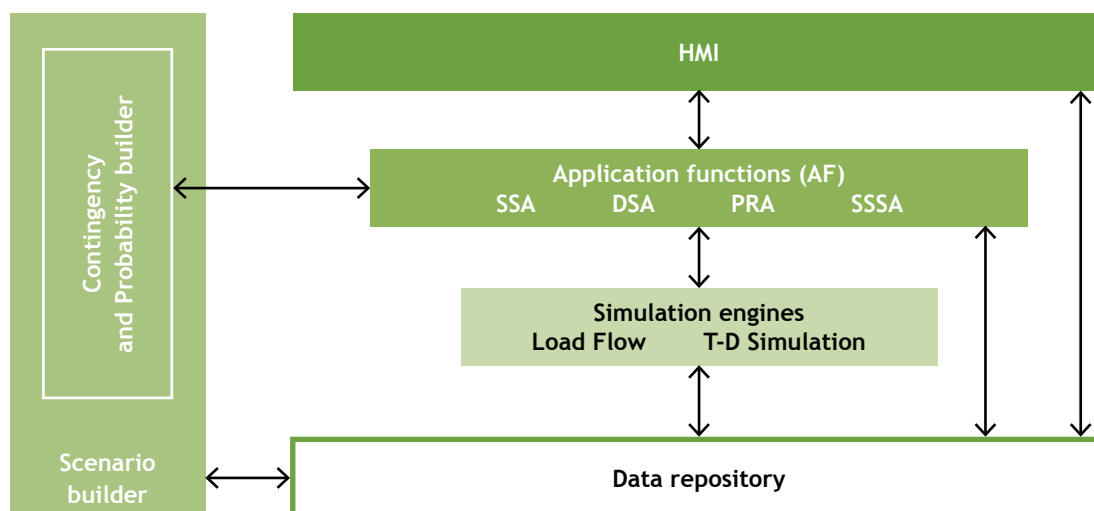 Contingency
and Probability builder
Scenario
builder
HMI
Application functions (AF)
SSA DSA PRA SSSA
Simulation engines
Load Flow T-D Simulation
Data repository